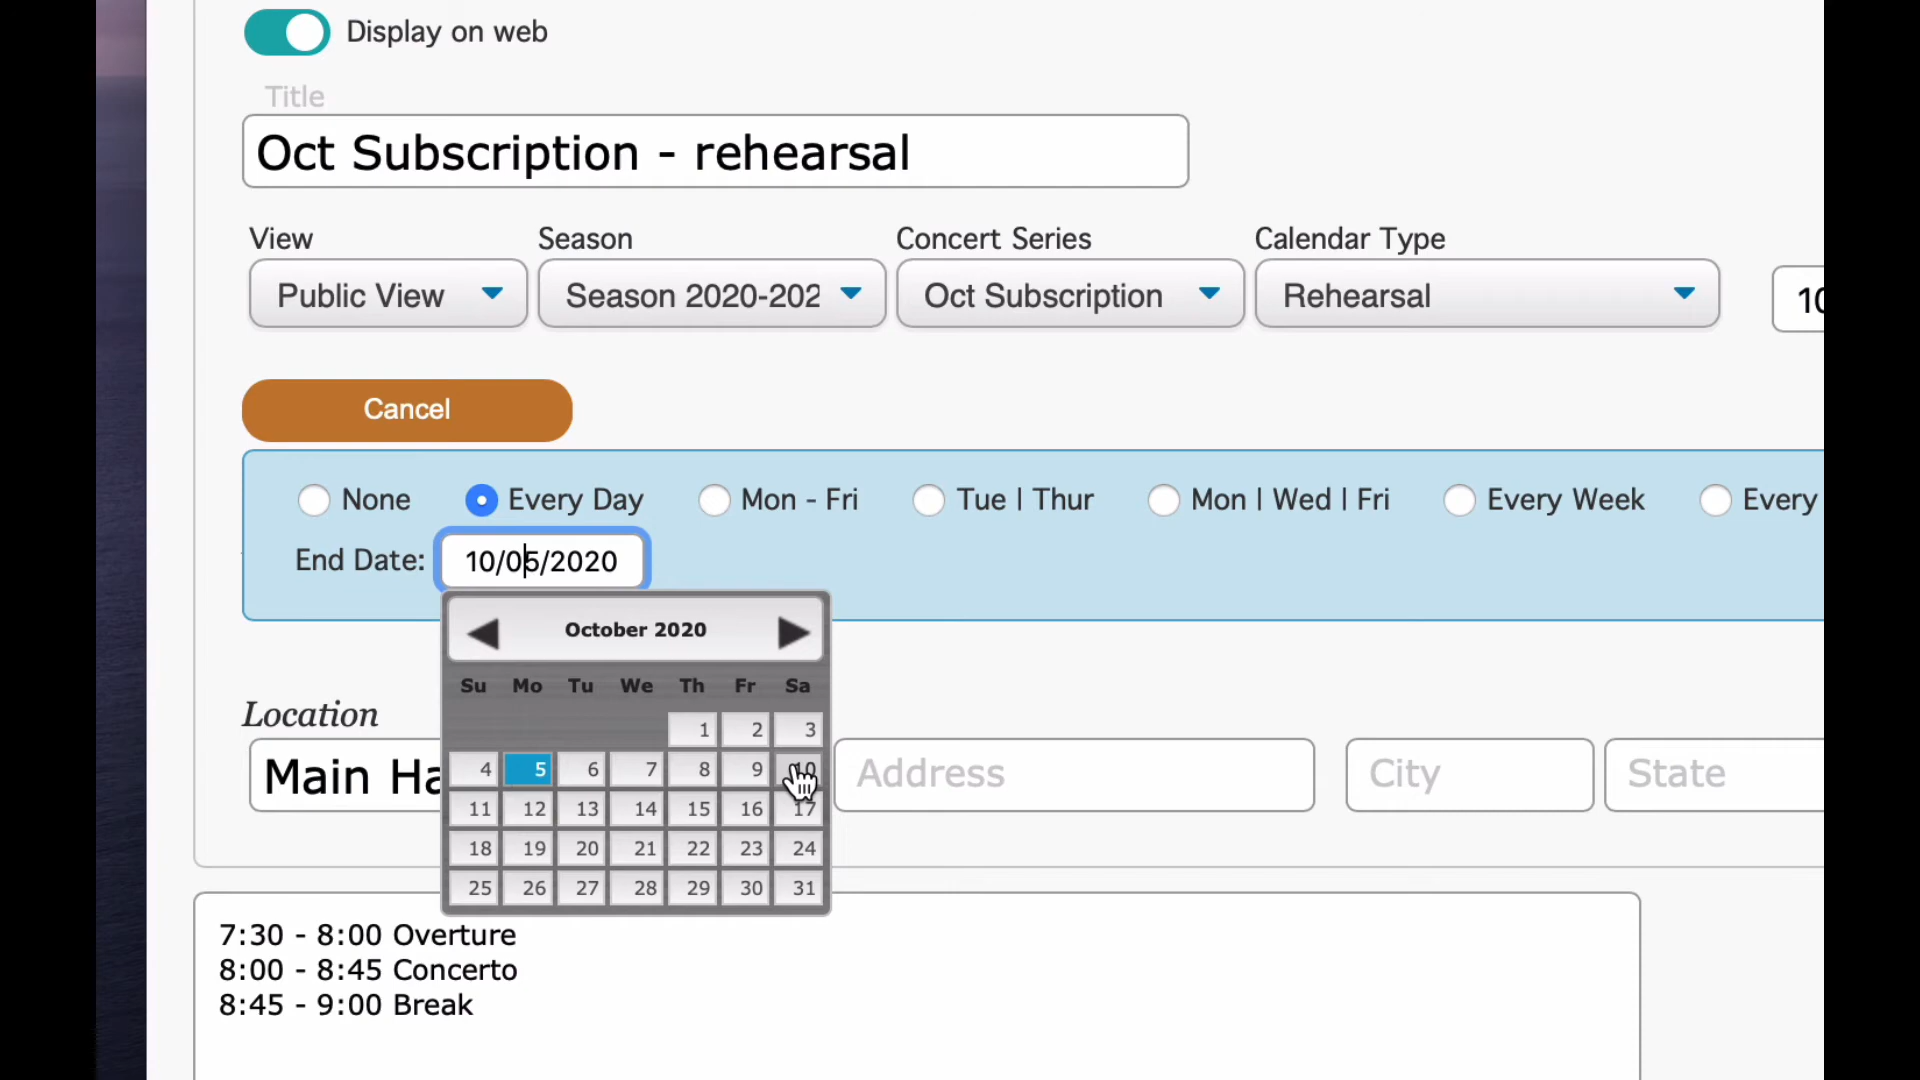 Display on web
Title
Oct Subscription - rehearsal
View Season Concert Series Calendar Type
Public View Season 2020-202 Oct Subscription Rehearsal 10
Cancel
None Every Day Mon - Fri Tue | Thur Mon | Wed | Fri Every Week Every
End Date: 10/05/2020
October 2020
Su Mo Tu We Th Fr Sa
1 2 3
4 5 6 7 8 9 10
11 12 13 14 15 16 17
18 19 20 21 22 23 24
25 26 27 28 29 30 31
Location
Main Ha Address City State
7:30 - 8:00 Overture
8:00 - 8:45 Concerto
8:45 - 9:00 Break